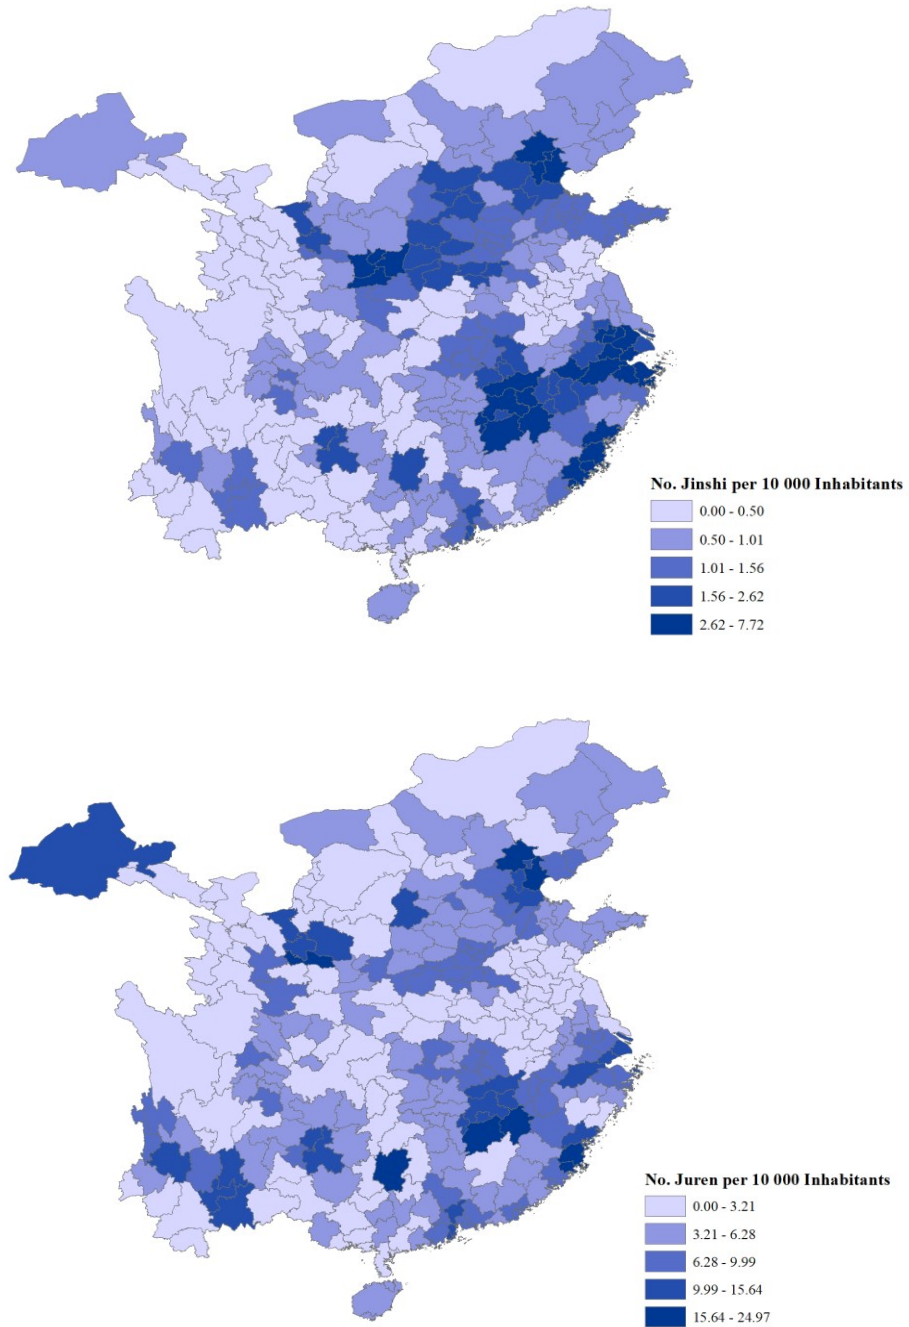 No. Jinshi per 10 000 Inhabitants
0.00 - 0.50
0.50 - 1.01
1.01 - 1.56
1.56 - 2.62
2.62 - 7.72
No. Juren per 10 000 Inhabitants
0.00 - 3.21
3.21 - 6.28
6.28 - 9.99
9.99 - 15.64
15.64 - 24.97